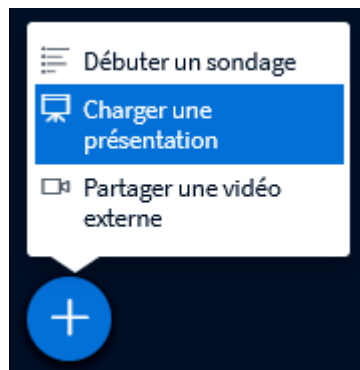 Débuter un sondage
Charger une
présentation
Partager une vidéo
externe